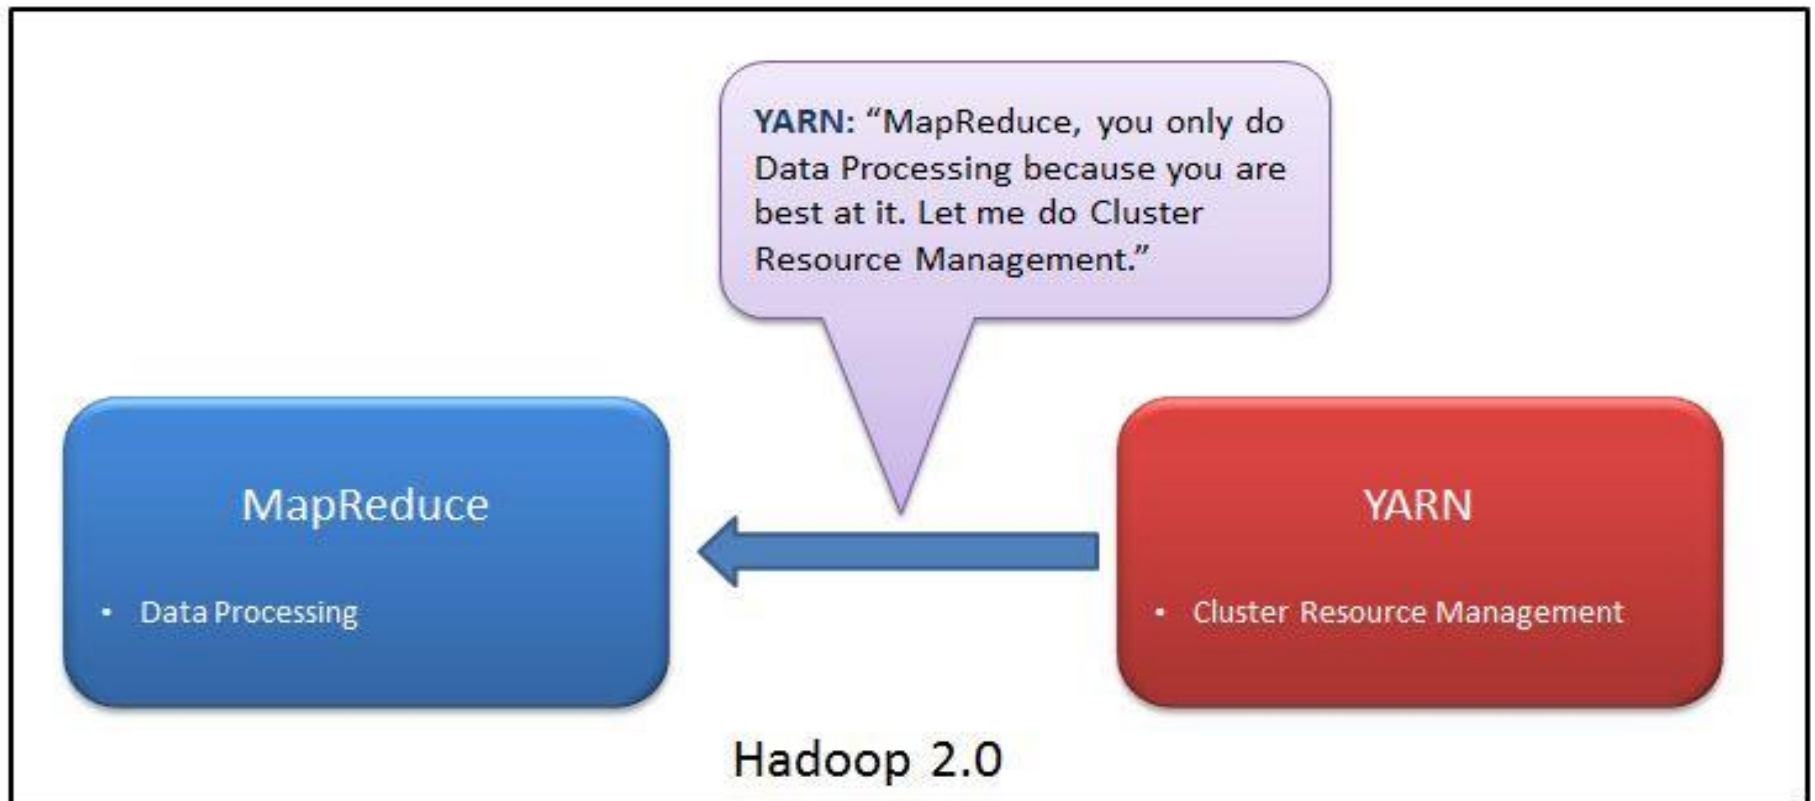 YARN: “MapReduce, you only do
Data Processing because you are
best at it. Let me do Cluster
Resource Management.”
MapReduce
• Data Processing
YARN
• Cluster Resource Management
Hadoop 2.0